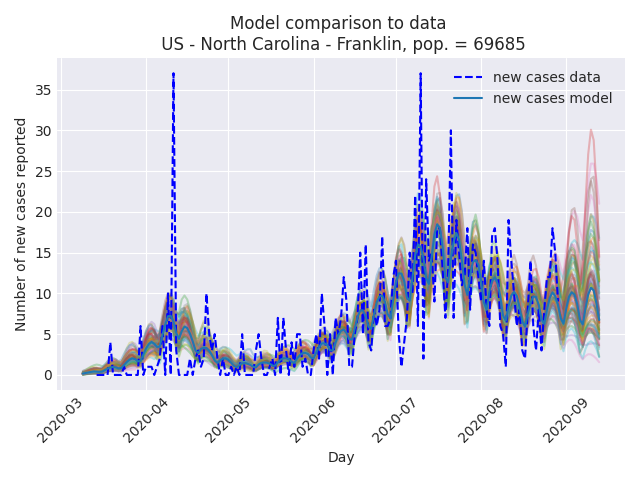 Model comparison to data
US - North Carolina - Franklin, pop. = 69685
new cases data
new cases model
Number of new cases reported
35
30
25
20
15
10
5
0
2020-03
2020-04
2020-05
2020-06
2020-07
2020-08
2020-09
Day